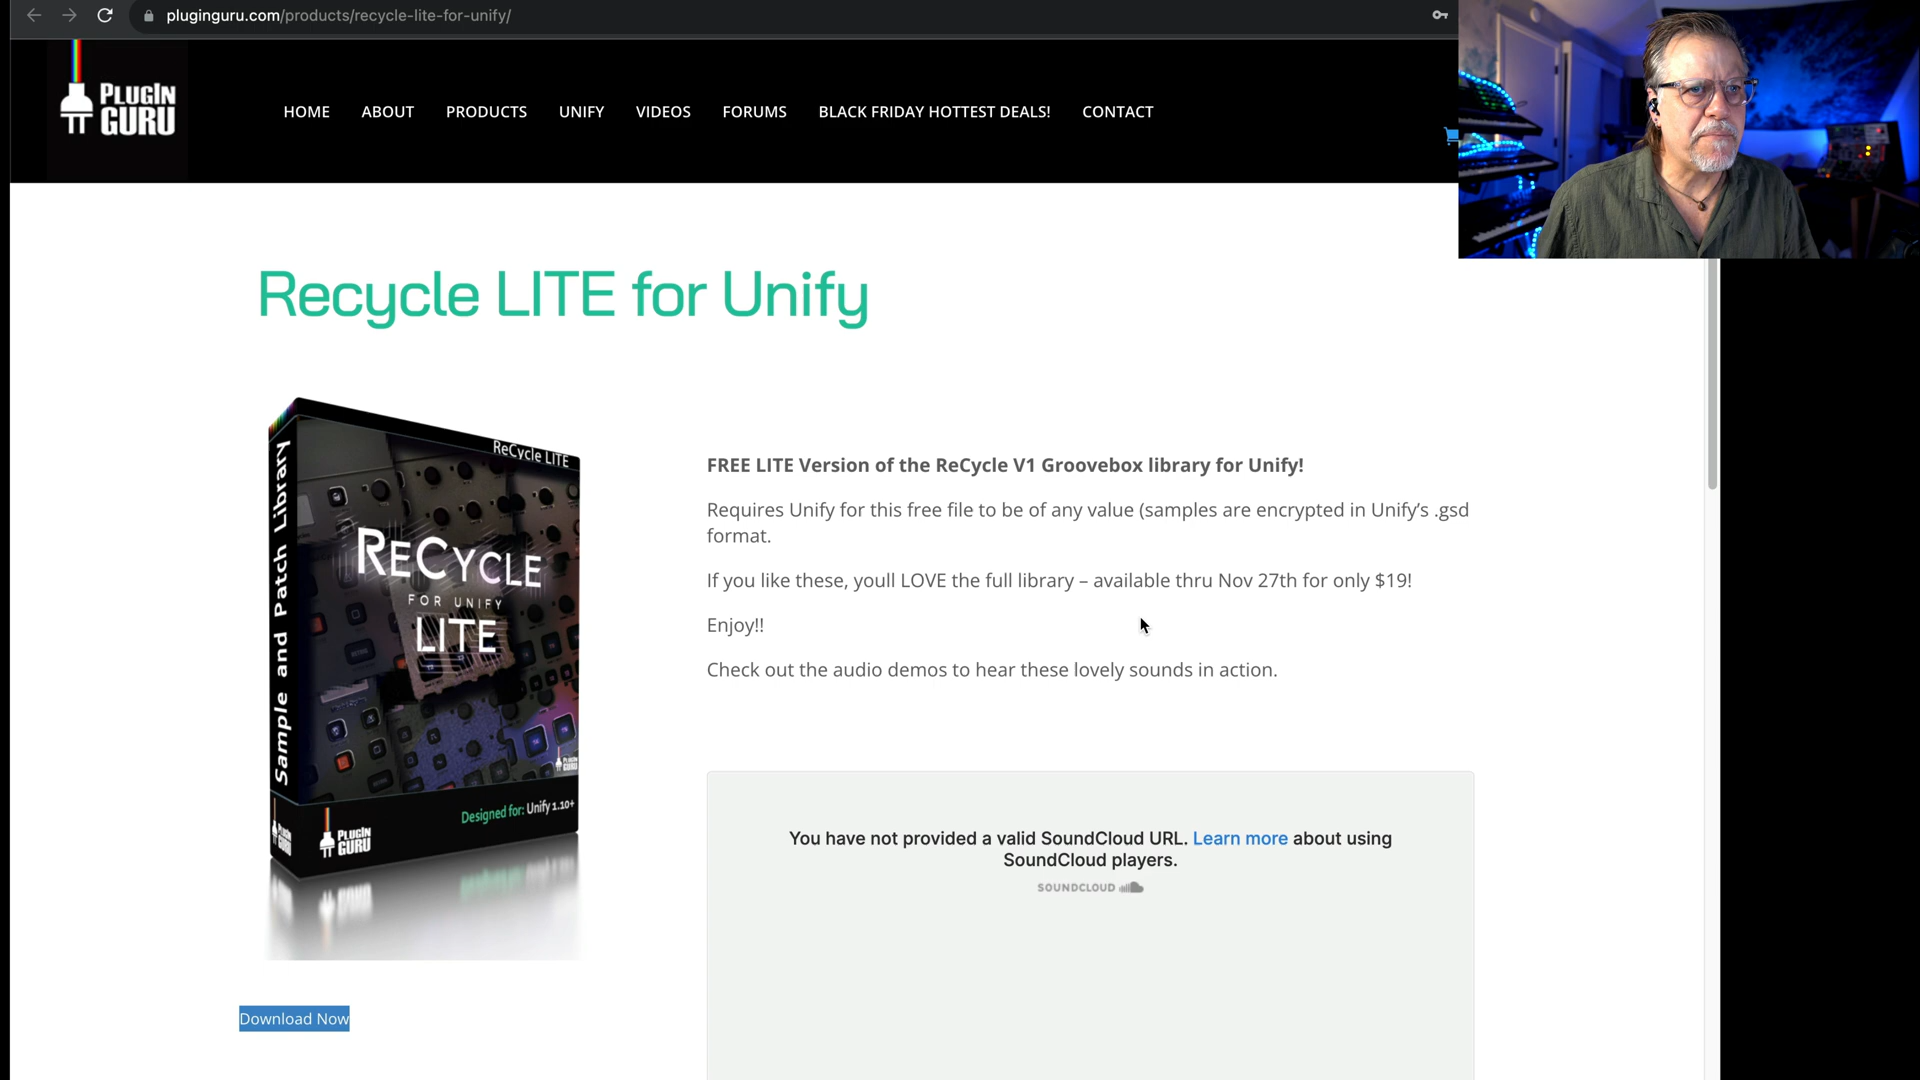 pluginguru.com/products/recycle-lite-for-unify/
PLUGIN
GURU
HOME
ABOUT
PRODUCTS
UNIFY
VIDEOS
FORUMS
BLACK FRIDAY HOTTEST DEALS!
CONTACT
Recycle LITE for Unify
ReCycle LITE
Sample and Patch Library
RECYCLE
FOR UNIFY
LITE
Designed for: Unify 1.10+
PLUGIN
GURU
PLUGIN
GURU
PLUGIN
GURU
FREE LITE Version of the ReCycle V1 Groovebox library for Unify!
Requires Unify for this free file to be of any value (samples are encrypted in Unify’s .gsd
format.
If you like these, youll LOVE the full library – available thru Nov 27th for only $19!
Enjoy!!
Check out the audio demos to hear these lovely sounds in action.
You have not provided a valid SoundCloud URL. Learn more about using
SoundCloud players.
SOUNDCLOUD
Download Now